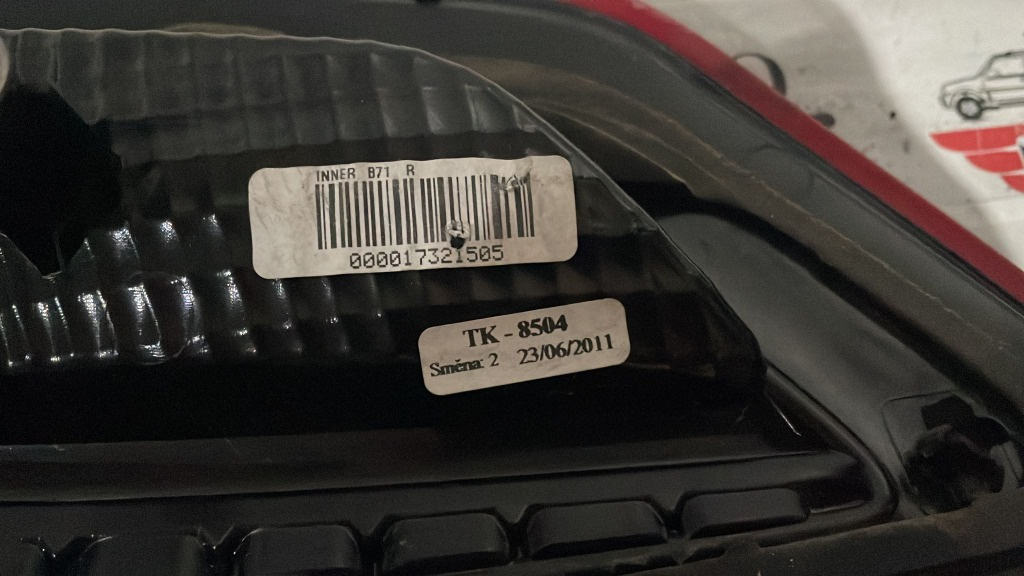 INNER B71 R
000017321505
TK - 8504
Směna: 2 23/06/2011